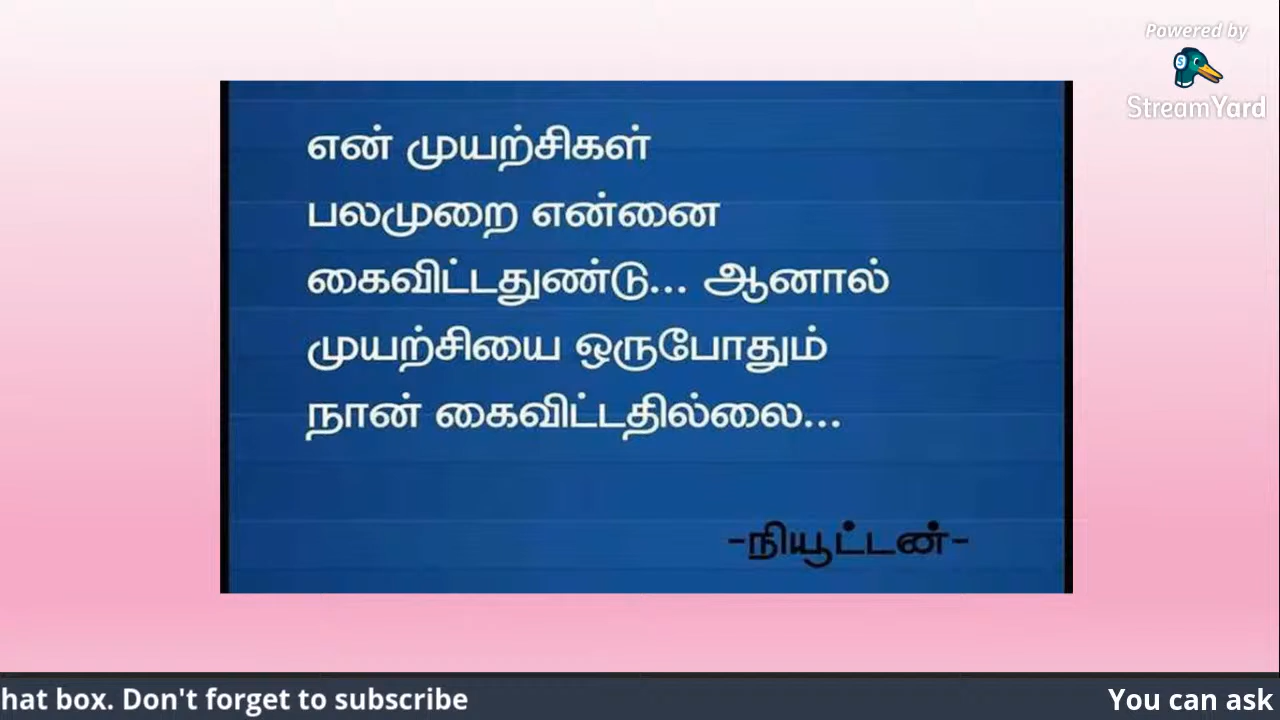 Powered by
StreamYard
என் முயற்சிகள்
பலமுறை என்னை
கைவிட்டதுண்டு... ஆனால்
முயற்சியை ஒருபோதும்
நான் கைவிட்டதில்லை...
-நியூட்டன்-
hat box. Don't forget to subscribe
You can ask